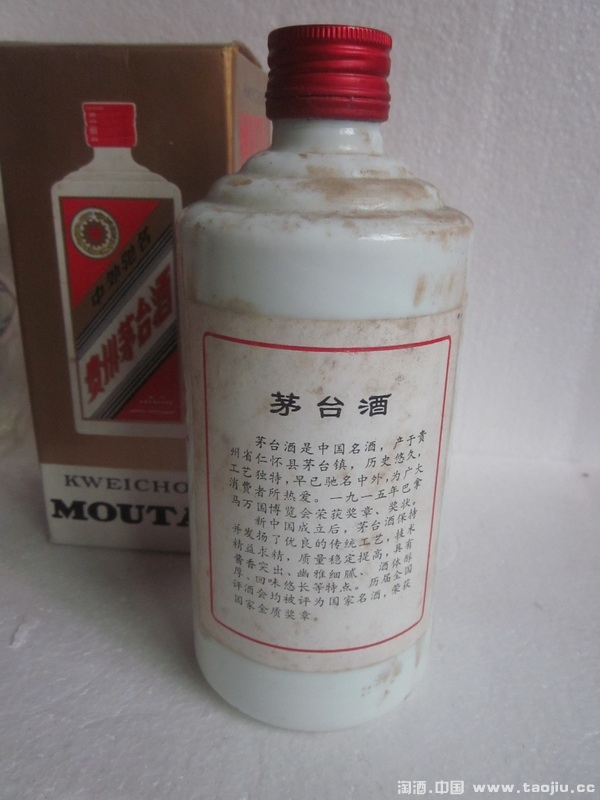 中外驰名
贵州茅台酒
KWEICHO
MOUTA
茅台酒
茅台酒是中国名酒，产于贵
州省仁怀县茅台镇，历史悠久，
工艺独特，早已驰名中外，为广大
消费者所热爱。一九一五年巴拿
马万国博览会荣获奖章、奖状。
新中国成立后，茅台酒保持
并发扬了优良的传统工艺，技术
精益求精，质量稳定提高，具有
酱香突出、幽雅细腻、酒体醇
厚、回味悠长等特点。历届全国
评酒会均被评为国家名酒，荣获
国家金质奖章。
淘酒.中国 www.taojiu.cc